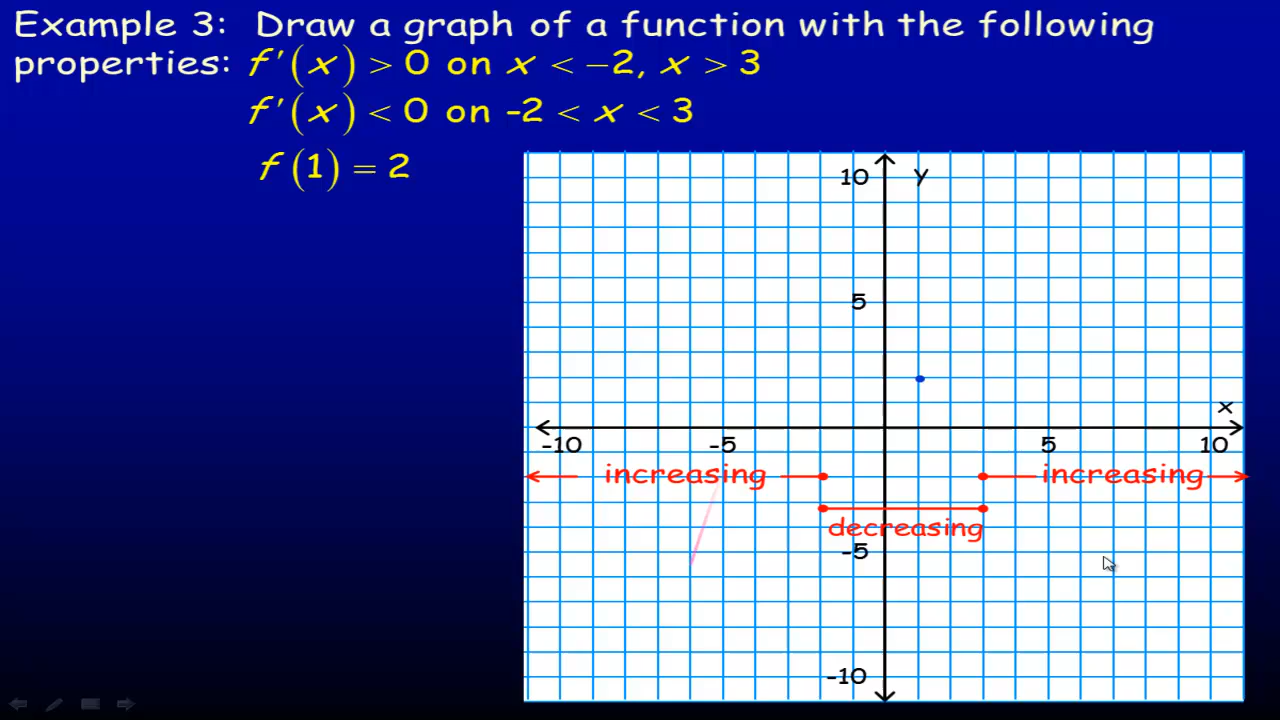 Example 3: Draw a graph of a function with the following
properties: f′(x) > 0 on x < −2, x > 3
f′(x) < 0 on -2 < x < 3
f(1) = 2
10 y
5
x
-10 -5 5 10
increasing increasing
decreasing
-5
-10